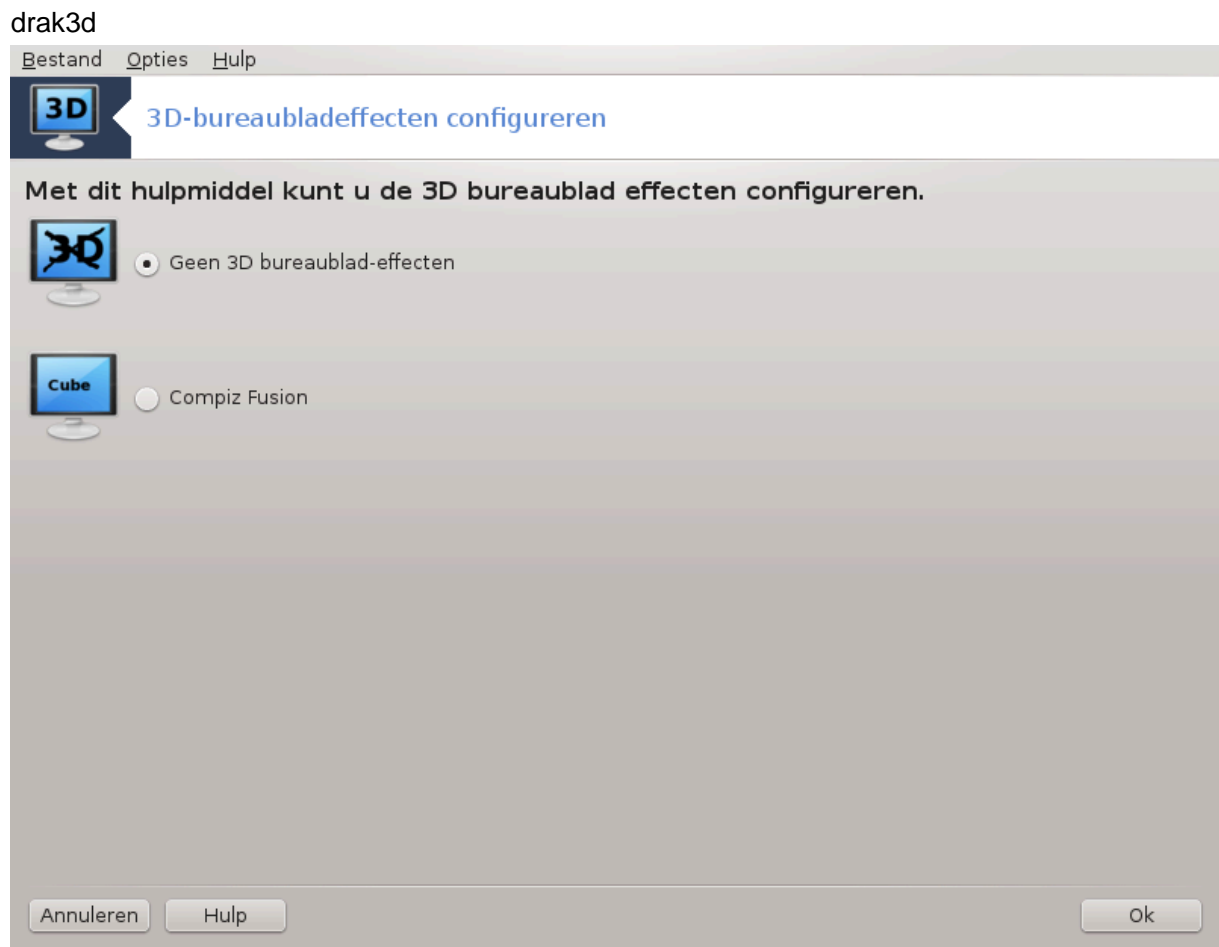 drak3d
Bestand Opties Hulp
3D
3D-bureaubladeffecten configureren
Met dit hulpmiddel kunt u de 3D bureaublad effecten configureren.
3D
Geen 3D bureaublad-effecten
Cube
Compiz Fusion
Annuleren Hulp Ok